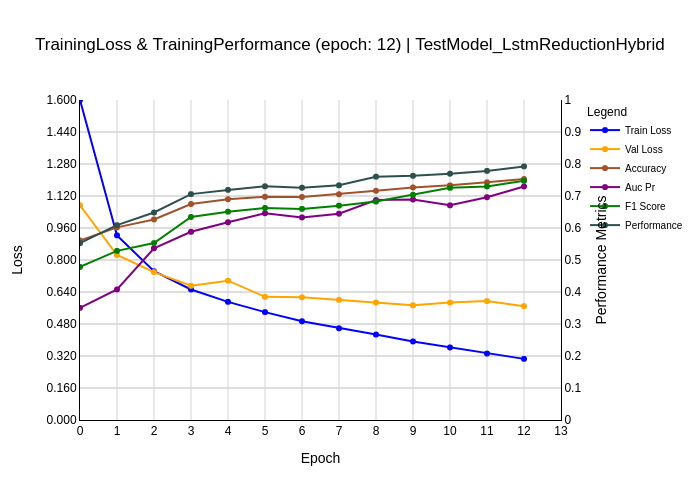 TrainingLoss & TrainingPerformance (epoch: 12) | TestModel_LstmReductionHybrid
Legend
Train Loss
Val Loss
Accuracy
Auc Pr
F1 Score
Performance
Loss
1.600
1.440
1.280
1.120
0.960
0.800
0.640
0.480
0.320
0.160
0.000
1
0.9
0.8
0.7
0.6
0.5
0.4
0.3
0.2
0.1
0
Performance Metrics
0 1 2 3 4 5 6 7 8 9 10 11 12 13
Epoch